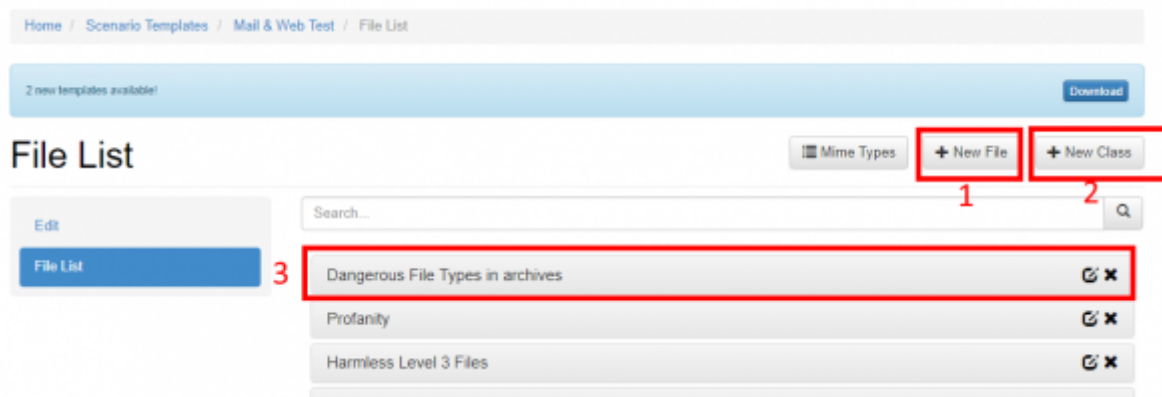 Home / Scenario Templates / Mail & Web Test / File List
2 new templates available!
Download
File List
Mime Types
+ New File
+ New Class
1
2
Edit
File List
Search...
3
Dangerous File Types in archives
Profanity
Harmless Level 3 Files